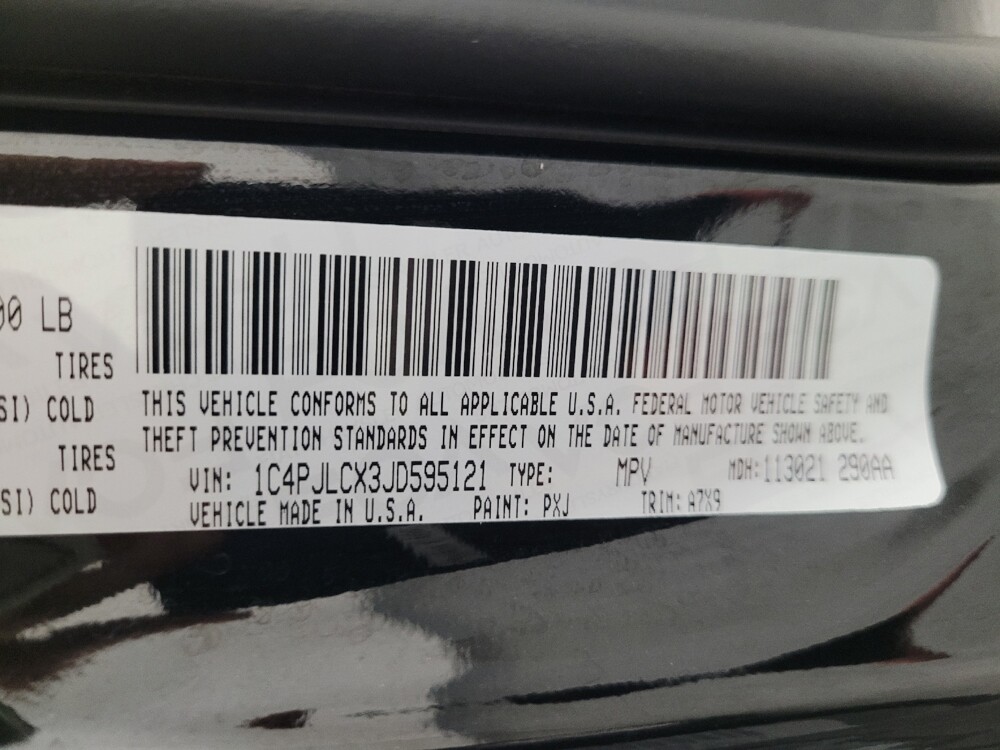 00 LB
TIRES
SI) COLD
TIRES
SI) COLD
THIS VEHICLE CONFORMS TO ALL APPLICABLE U.S.A. FEDERAL MOTOR VEHICLE SAFETY AND
THEFT PREVENTION STANDARDS IN EFFECT ON THE DATE OF MANUFACTURE SHOWN ABOVE.
VIN: 1C4PJLCX3JD595121 TYPE: MPV MDH:113021 290AA
VEHICLE MADE IN U.S.A. PAINT: PXJ TRIM: A7X9